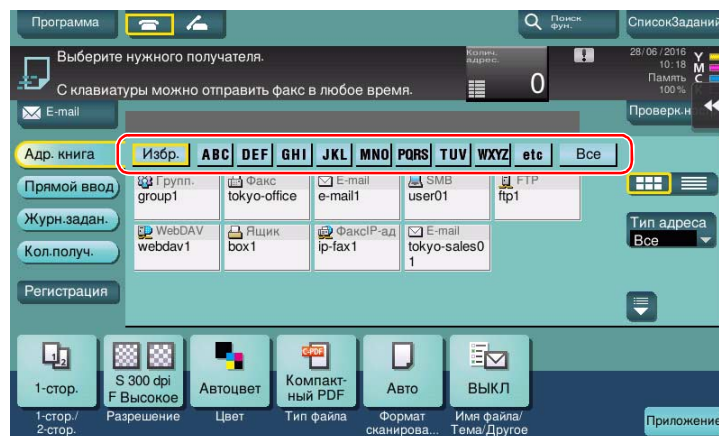 Программа
Поиск
фун.
СписокЗадани
Выберите нужного получателя.
С клавиатуры можно отправить факс в любое время.
Колич.
адрес.
0
28/06/2016
10:18
Память
100%
Y
M
C
E-mail
Проверк.н
Адр. книга
Избр.
ABC
DEF
GHI
JKL
MNO
PQRS
TUV
WXYZ
etc
Все
Прямой ввод
Журн.задан.
Кол.получ.
Регистрация
Групп.
group1
Факс
tokyo-office
E-mail
e-mail1
SMB
user01
FTP
ftp1
WebDAV
webdav1
Ящик
box1
ФаксIP-ад
ip-fax1
E-mail
tokyo-sales0
1
Тип адреса
Все
1-стор.
S 300 dpi
F Высокое
Автоцвет
C-PDF
Компакт-
ный PDF
Авто
ВЫКЛ
1-стор./
2-стор.
Разрешение
Цвет
Тип файла
Формат
сканирова...
Имя файла/
Тема/Другое
Приложение